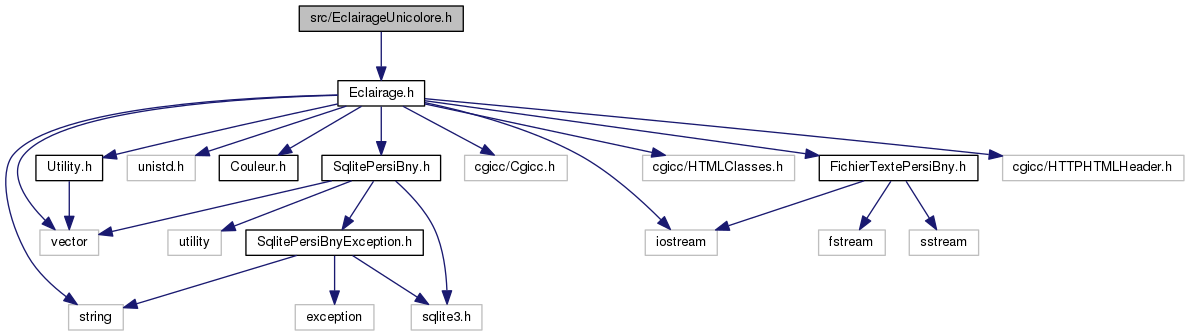 src/EclairageUnicolore.h
Eclairage.h
Utility.h
unistd.h
Couleur.h
SqlitePersiBny.h
cgicc/Cgicc.h
cgicc/HTMLClasses.h
FichierTextePersiBny.h
cgicc/HTTPHTMLHeader.h
vector
utility
SqlitePersiBnyException.h
iostream
fstream
sstream
string
exception
sqlite3.h